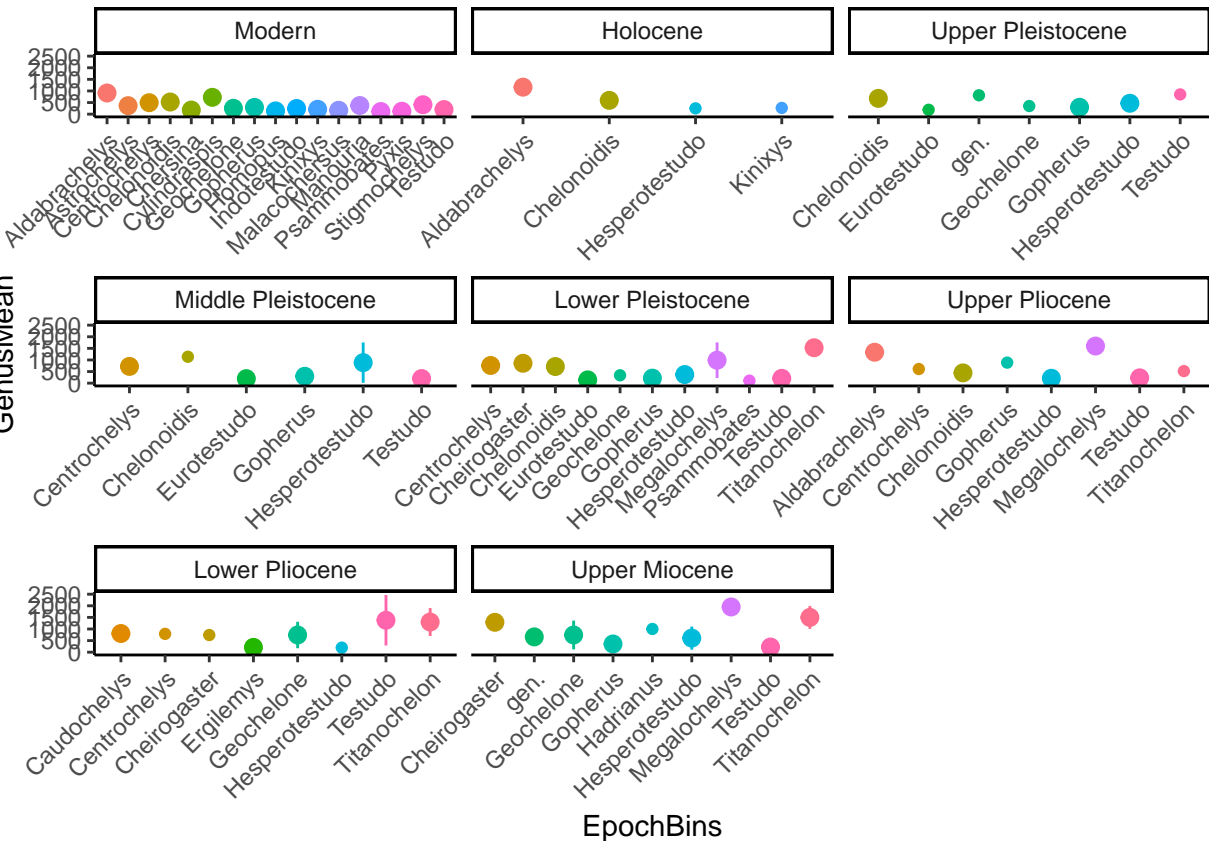 Modern Holocene Upper Pleistocene
2500
2000
1500
1000
500
0
Aldabrachelys Astrochelys Centrochelys Chelonoidis Chersina Cylindraspis Geochelone Gopherus Homopus Indotestudo Kinixys Malacochersus Manouria Psammobates Pyxis Stigmochelys Testudo
Aldabrachelys Chelonoidis Hesperotestudo Kinixys
Chelonoidis Eurotestudo gen. Geochelone Gopherus Hesperotestudo Testudo
GenusMean
Middle Pleistocene Lower Pleistocene Upper Pliocene
2500
2000
1500
1000
500
0
Centrochelys Chelonoidis Eurotestudo Gopherus Hesperotestudo Testudo
Centrochelys Cheirogaster Chelonoidis Eurotestudo Geochelone Gopherus Hesperotestudo Megalochelys Psammobates Testudo Titanochelon
Aldabrachelys Centrochelys Chelonoidis Gopherus Hesperotestudo Megalochelys Testudo Titanochelon
Lower Pliocene Upper Miocene
2500
2000
1500
1000
500
0
Caudochelys Centrochelys Cheirogaster Ergilemys Geochelone Hesperotestudo Testudo Titanochelon
Cheirogaster gen. Geochelone Gopherus Hadrianus Hesperotestudo Megalochelys Testudo Titanochelon
EpochBins